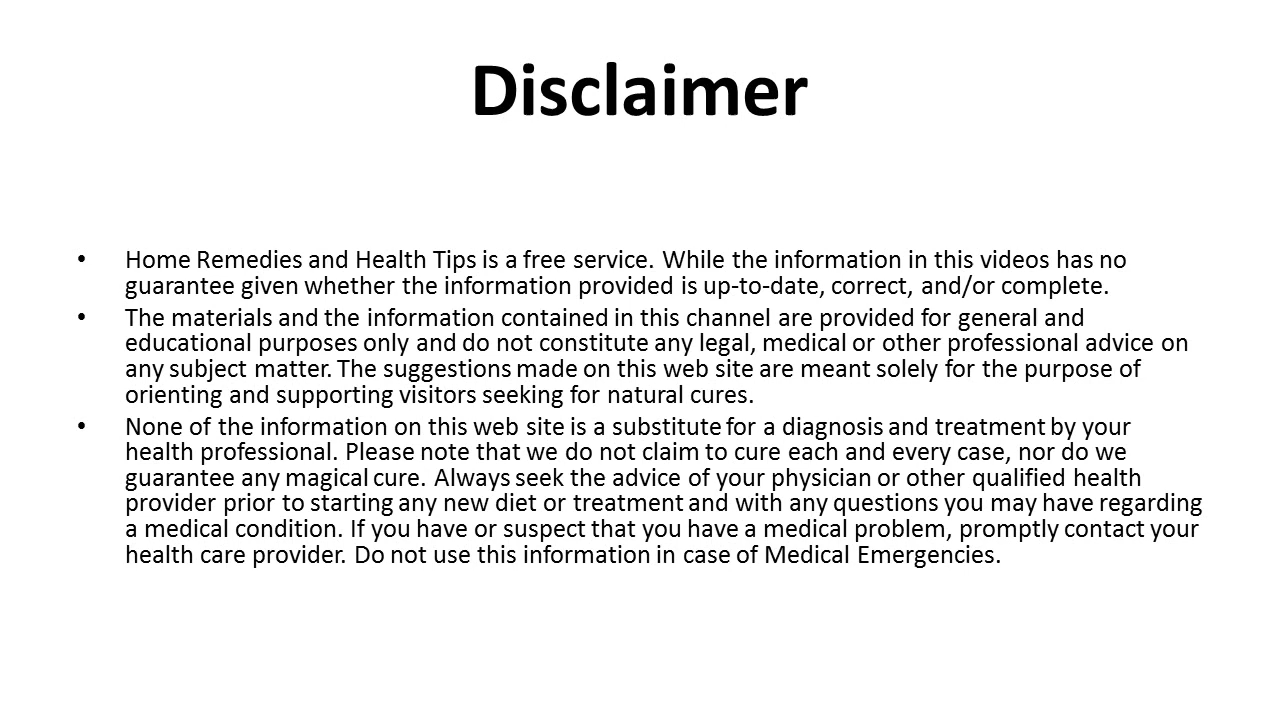 Disclaimer
• Home Remedies and Health Tips is a free service. While the information in this videos has no
guarantee given whether the information provided is up-to-date, correct, and/or complete.
• The materials and the information contained in this channel are provided for general and
educational purposes only and do not constitute any legal, medical or other professional advice on
any subject matter. The suggestions made on this web site are meant solely for the purpose of
orienting and supporting visitors seeking for natural cures.
• None of the information on this web site is a substitute for a diagnosis and treatment by your
health professional. Please note that we do not claim to cure each and every case, nor do we
guarantee any magical cure. Always seek the advice of your physician or other qualified health
provider prior to starting any new diet or treatment and with any questions you may have regarding
a medical condition. If you have or suspect that you have a medical problem, promptly contact your
health care provider. Do not use this information in case of Medical Emergencies.